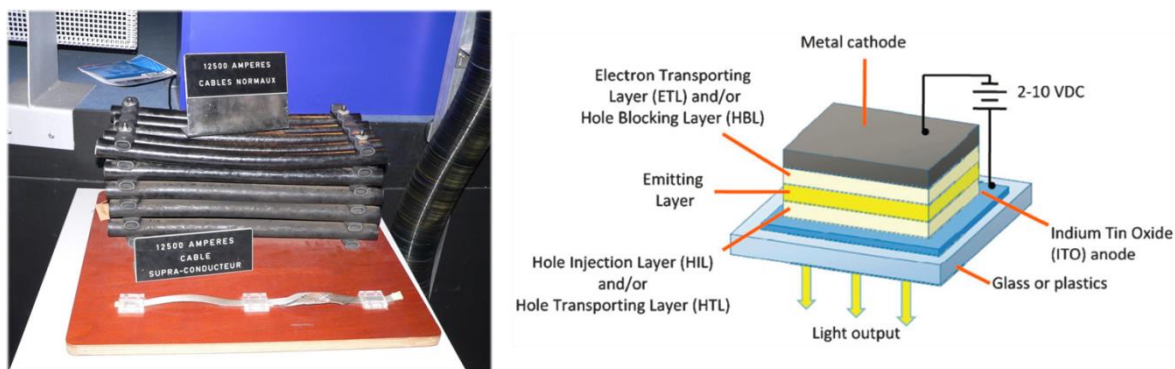 12500 AMPERES
CABLES NORMAUX
12500 AMPERES
CABLE
SUPRA-CONDUCTEUR
Metal cathode
Electron Transporting
Layer (ETL) and/or
Hole Blocking Layer (HBL)
2-10 VDC
Emitting
Layer
Hole Injection Layer (HIL)
and/or
Hole Transporting Layer (HTL)
Indium Tin Oxide
(ITO) anode
Glass or plastics
Light output